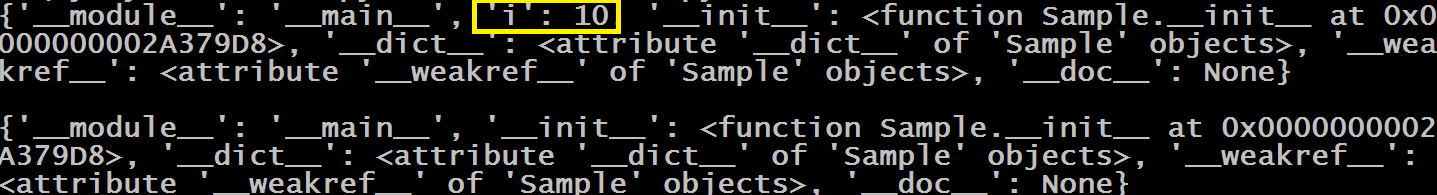 {'__module__': '__main__', 'i': 10, '__init__': <function Sample.__init__ at 0x0
000000002A379D8>, '__dict__': <attribute '__dict__' of 'Sample' objects>, '__wea
kref__': <attribute '__weakref__' of 'Sample' objects>, '__doc__': None}
{'__module__': '__main__', '__init__': <function Sample.__init__ at 0x0000000002
A379D8>, '__dict__': <attribute '__dict__' of 'Sample' objects>, '__weakref__':
<attribute '__weakref__' of 'Sample' objects>, '__doc__': None}